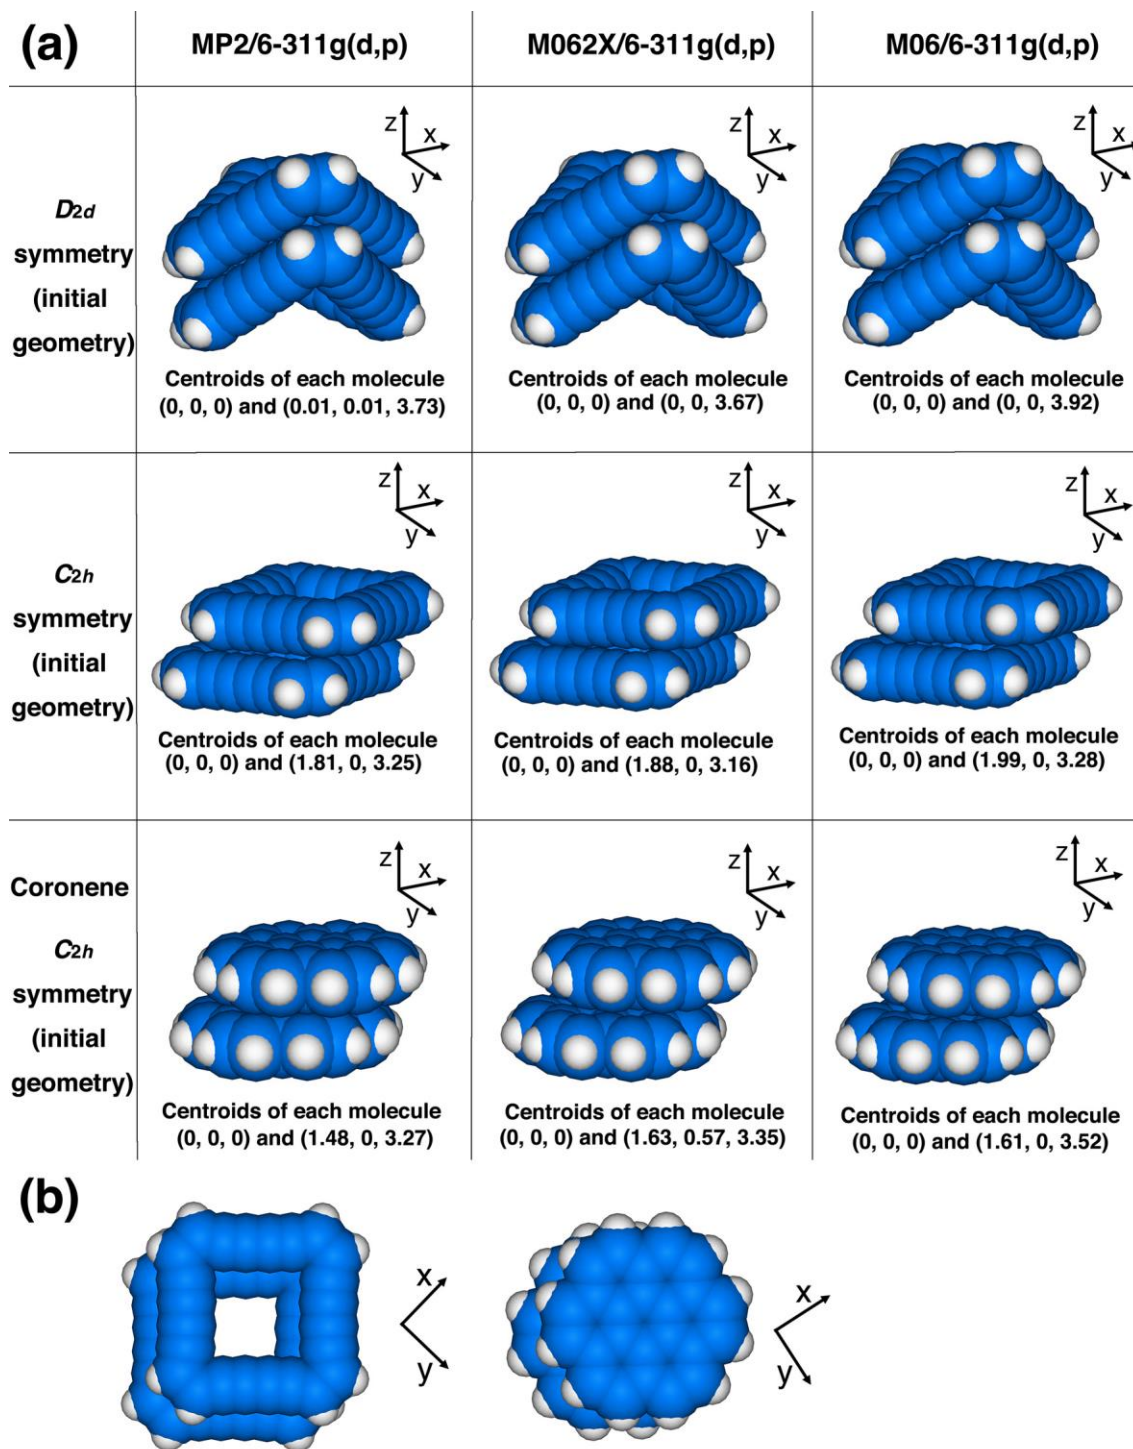 (a)
MP2/6-311g(d,p)
M062X/6-311g(d,p)
M06/6-311g(d,p)
D2d
symmetry
(initial
geometry)
z
x
y
Centroids of each molecule
(0, 0, 0) and (0.01, 0.01, 3.73)
z
x
y
Centroids of each molecule
(0, 0, 0) and (0, 0, 3.67)
z
x
y
Centroids of each molecule
(0, 0, 0) and (0, 0, 3.92)
C2h
symmetry
(initial
geometry)
z
x
y
Centroids of each molecule
(0, 0, 0) and (1.81, 0, 3.25)
z
x
y
Centroids of each molecule
(0, 0, 0) and (1.88, 0, 3.16)
z
x
y
Centroids of each molecule
(0, 0, 0) and (1.99, 0, 3.28)
Coronene
C2h
symmetry
(initial
geometry)
z
x
y
Centroids of each molecule
(0, 0, 0) and (1.48, 0, 3.27)
z
x
y
Centroids of each molecule
(0, 0, 0) and (1.63, 0.57, 3.35)
z
x
y
Centroids of each molecule
(0, 0, 0) and (1.61, 0, 3.52)
(b)
x
y
x
y